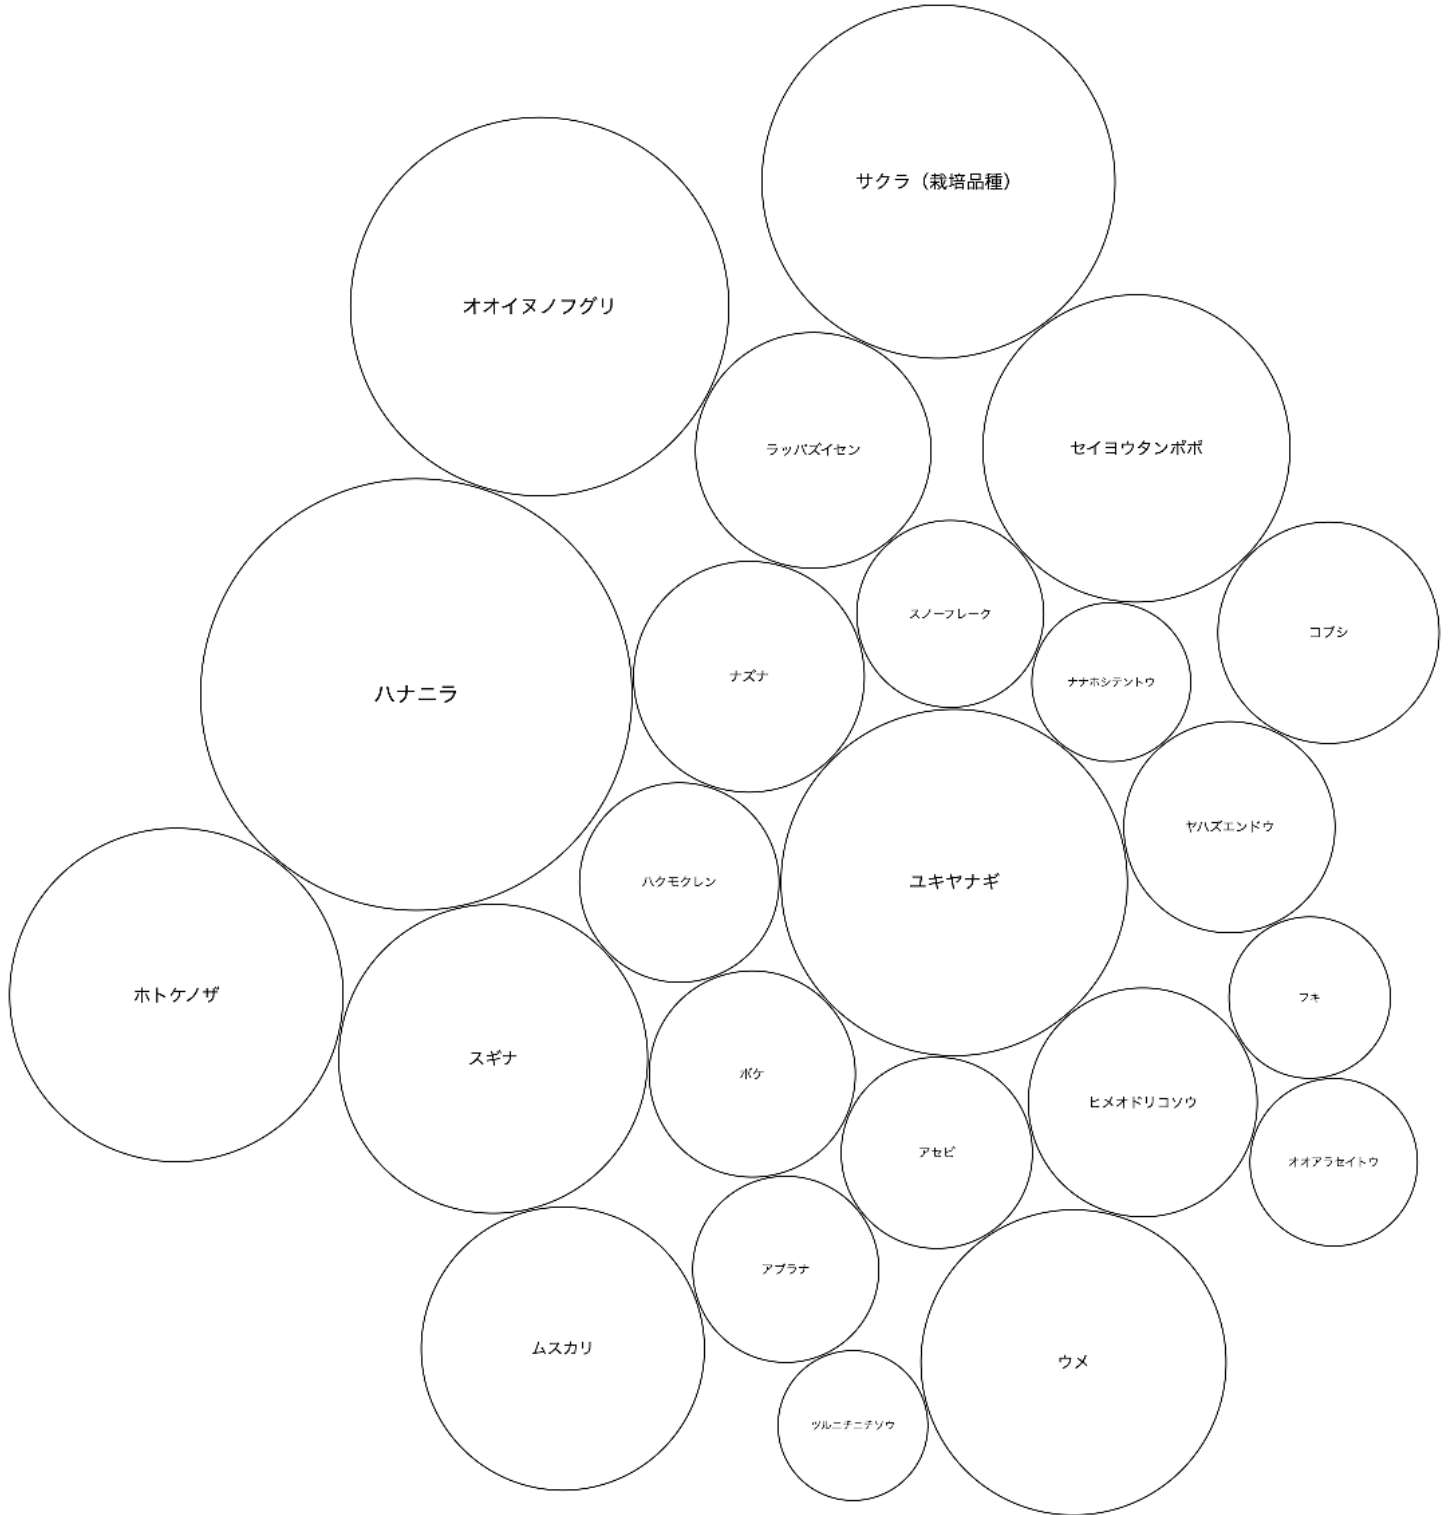 サクラ（栽培品種）
オオイヌノフグリ
ラッパズイセン
セイヨウタンポポ
スノーフレーク
コブシ
ナズナ
ナナホシテントウ
ハナニラ
ヤハズエンドウ
ハクモクレン
ユキヤナギ
ホトケノザ
フキ
スギナ
ボケ
ヒメオドリコソウ
アセビ
オオアラセイトウ
アブラナ
ムスカリ
ウメ
ツルニチニチソウ